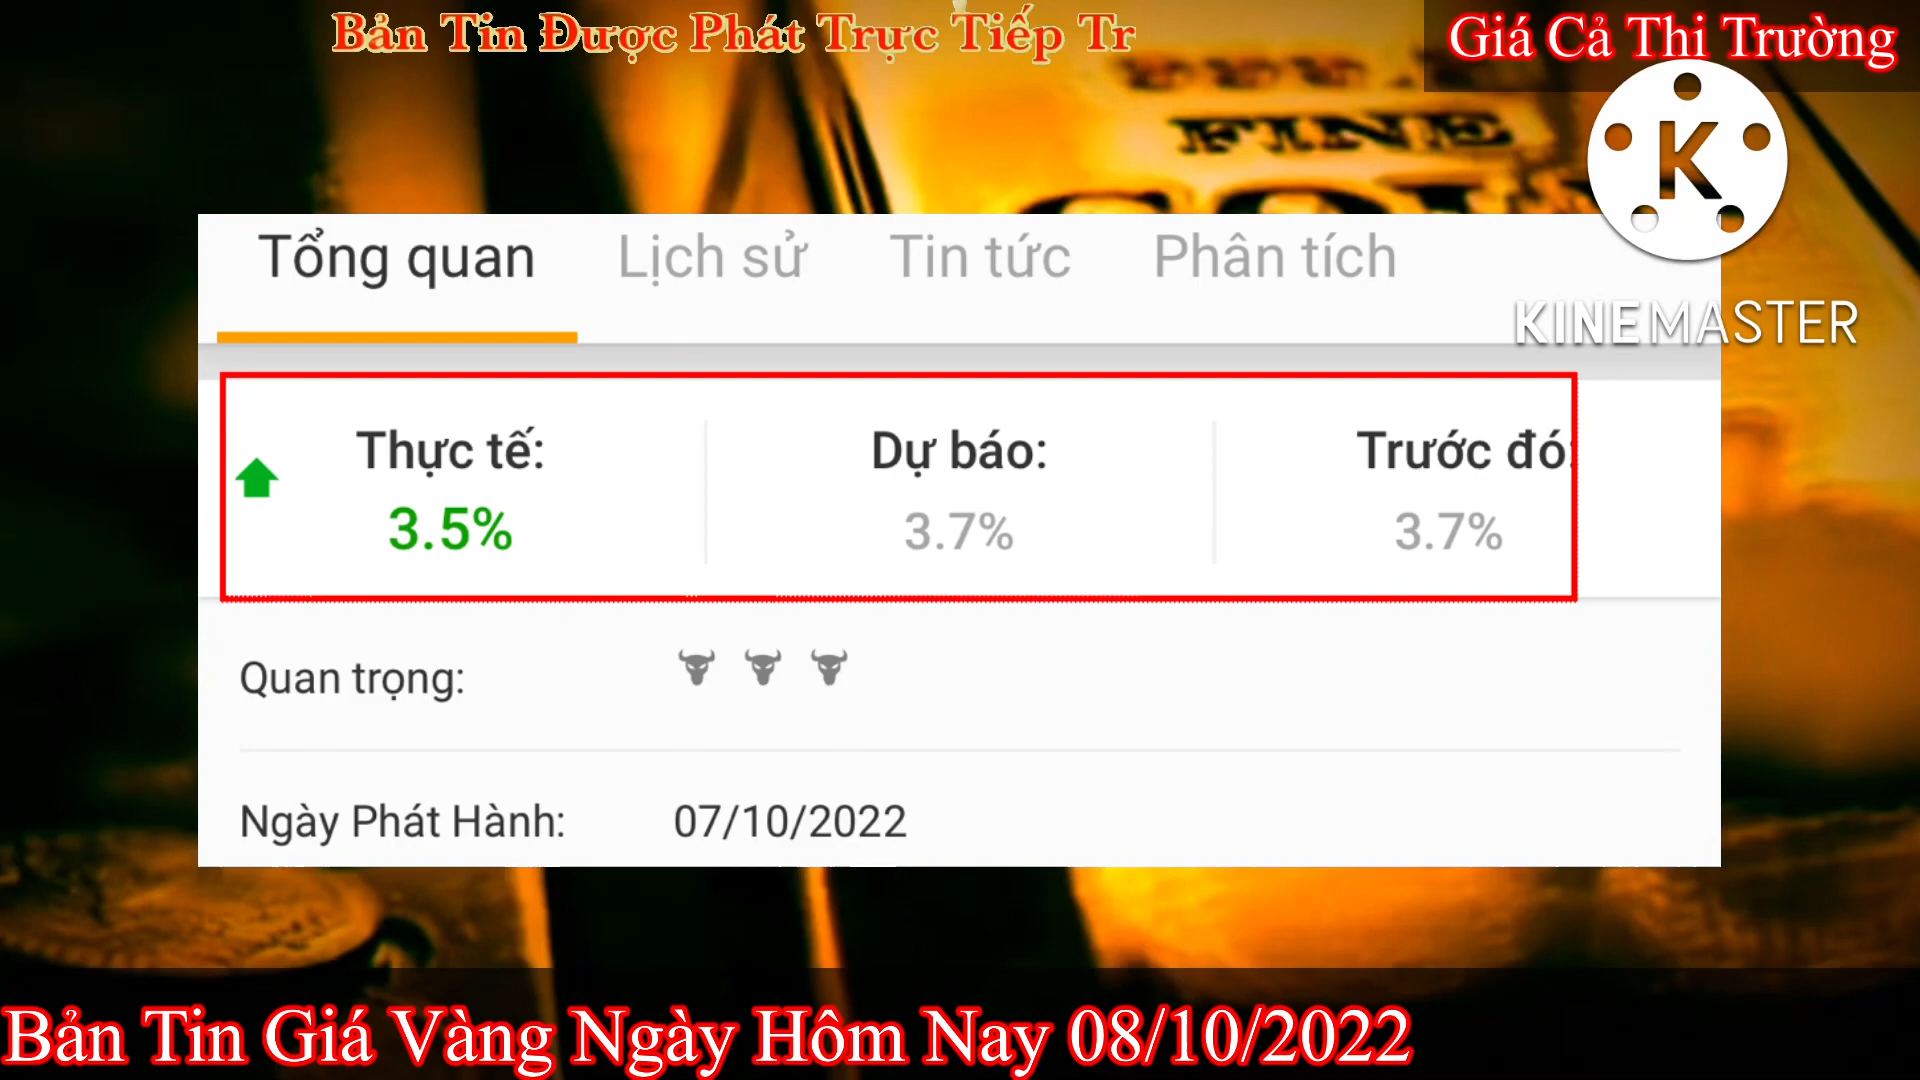 Bản Tin Được Phát Trực Tiếp Tr
Giá Cả Thi Trường
FINE
K
KINEMASTER
Tổng quan Lịch sử Tin tức Phân tích
Thực tế: Dự báo: Trước đó:
3.5% 3.7% 3.7%
Quan trọng:
Ngày Phát Hành: 07/10/2022
Bản Tin Giá Vàng Ngày Hôm Nay 08/10/2022